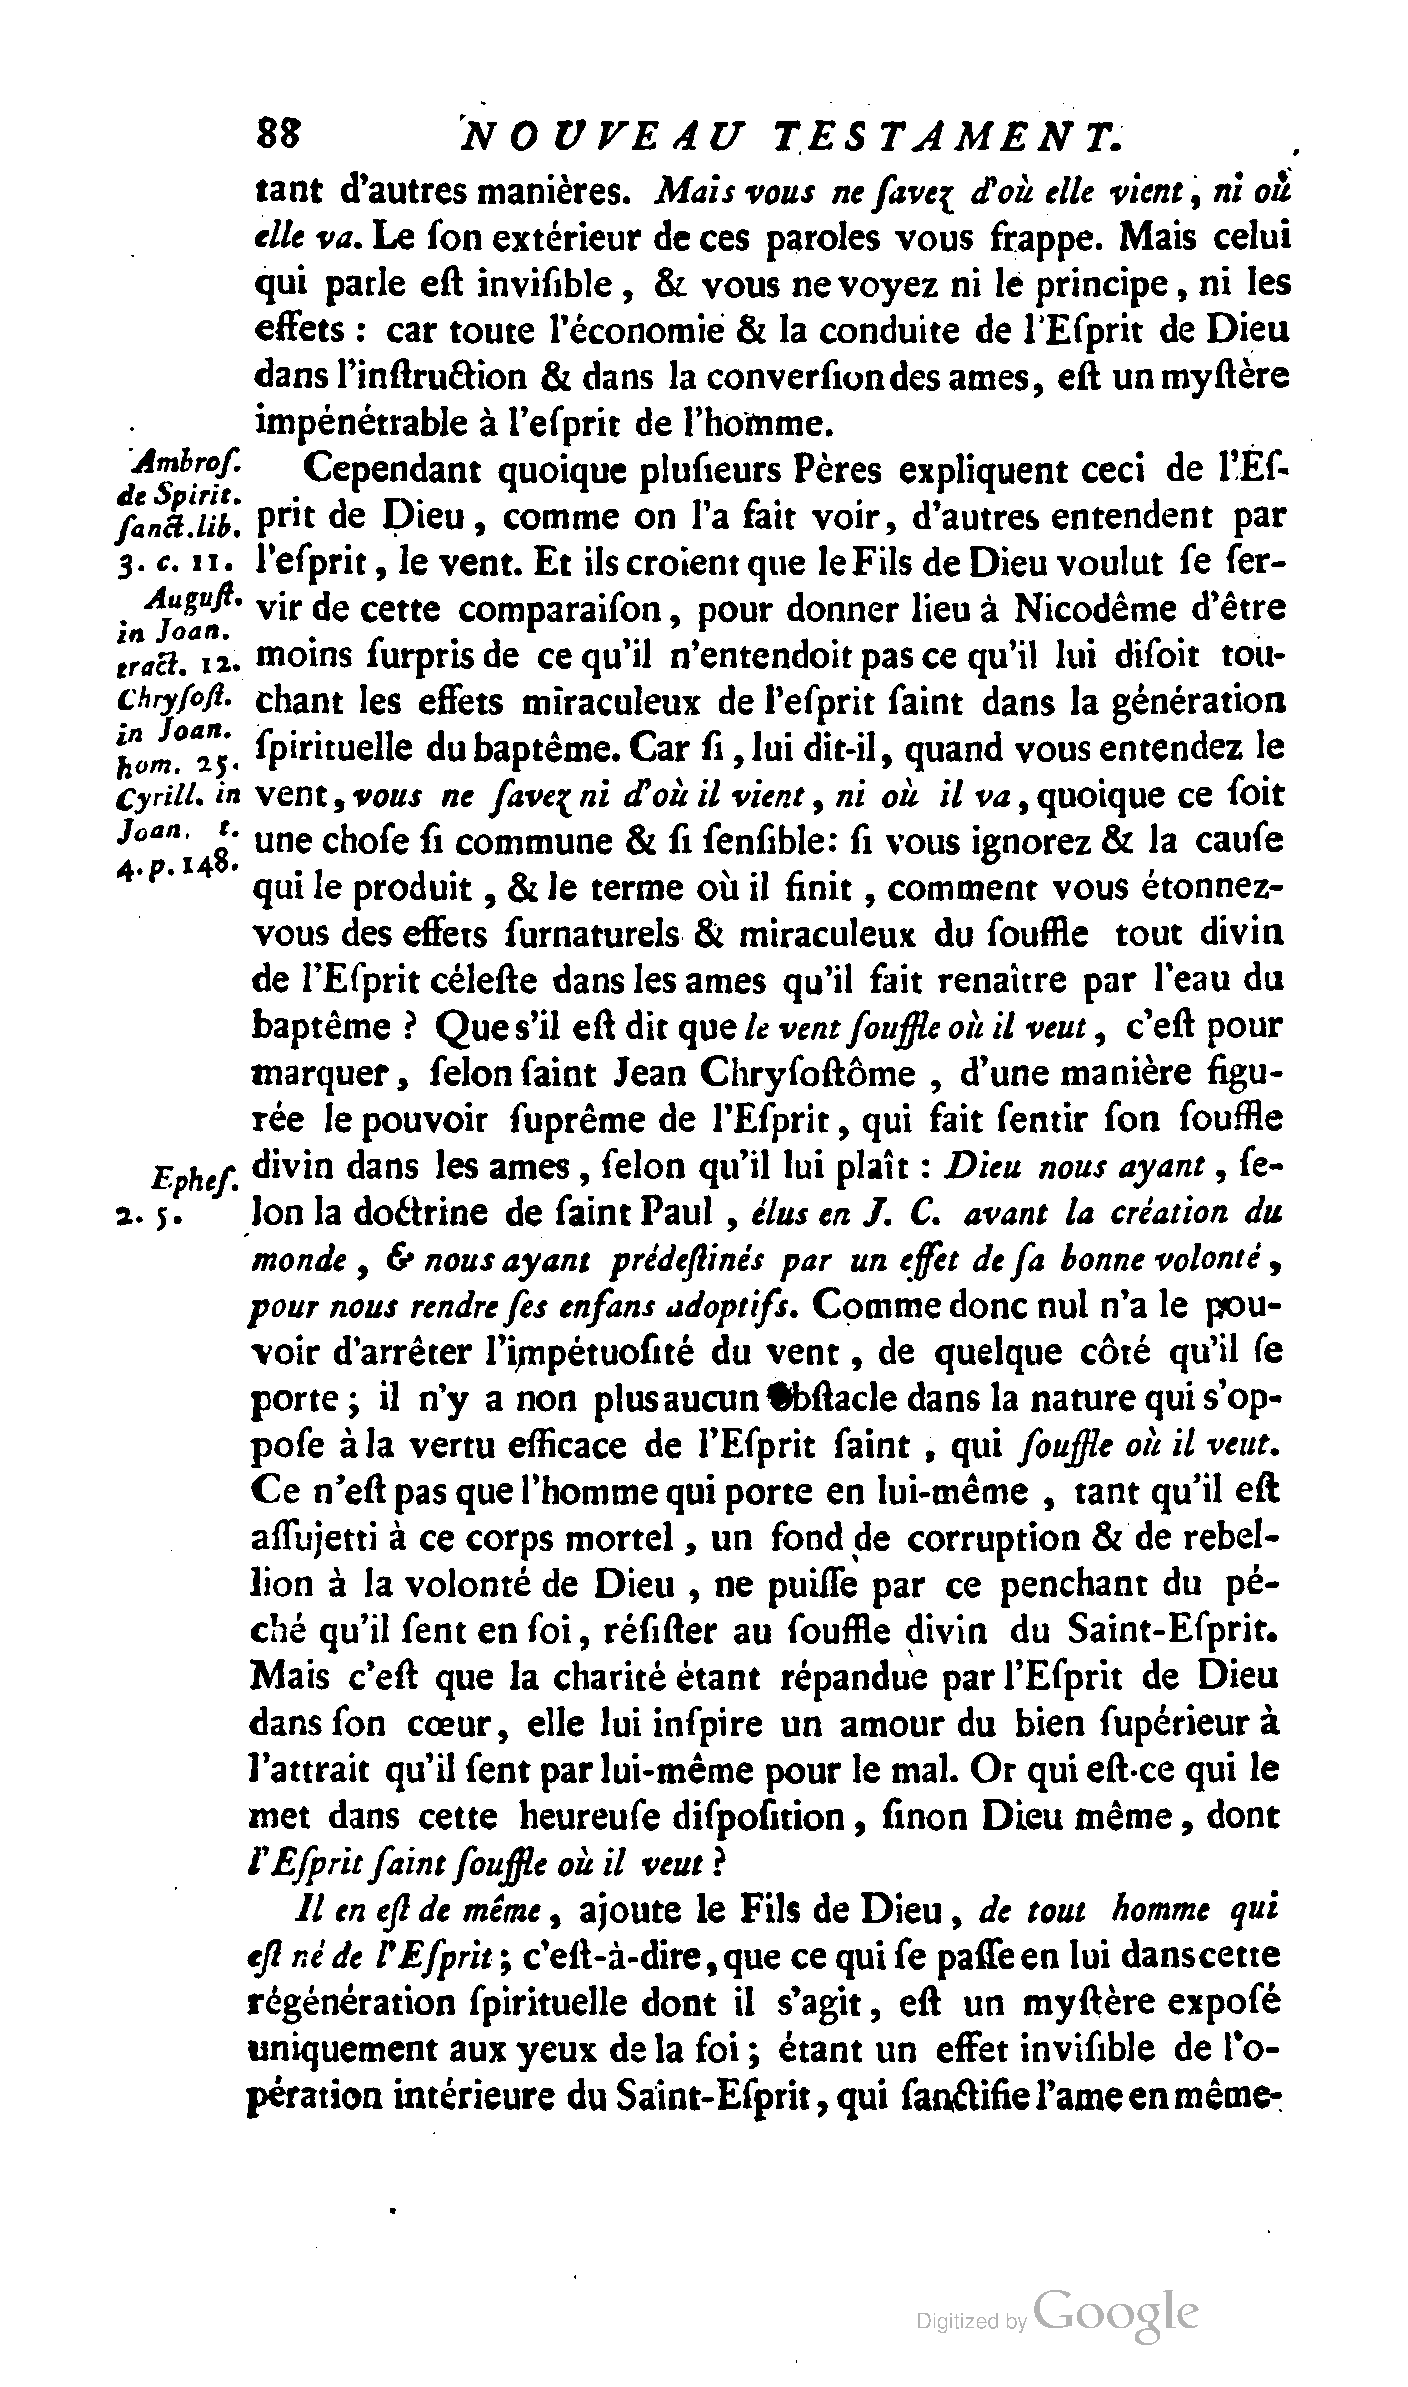 88 NOUVEAU TESTAMENT.
tant d'autres manières. Mais vous ne ſavez d'où elle vient, ni où
elle va. Le ſon extérieur de ces paroles vous frappe. Mais celui
qui parle eſt inviſible, & vous ne voyez ni le principe, ni les
effets : car toute l'économie & la conduite de l'Eſprit de Dieu
dans l'inſtruction & dans la converſion des ames, eſt un myſtère
impénétrable à l'eſprit de l'homme.
Cependant quoique pluſieurs Pères expliquent ceci de l'Eſ-
prit de Dieu, comme on l'a fait voir, d'autres entendent par
l'eſprit, le vent. Et ils croient que le Fils de Dieu voulut ſe ſer-
vir de cette comparaiſon, pour donner lieu à Nicodême d'être
moins ſurpris de ce qu'il n'entendoit pas ce qu'il lui diſoit tou-
chant les effets miraculeux de l'eſprit ſaint dans la génération
ſpirituelle du baptême. Car ſi, lui dit-il, quand vous entendez le
vent, vous ne ſavez ni d'où il vient, ni où il va, quoique ce ſoit
une choſe ſi commune & ſi ſenſible: ſi vous ignorez & la cauſe
qui le produit, & le terme où il finit, comment vous étonnez-
vous des effets ſurnaturels & miraculeux du ſouffle tout divin
de l'Eſprit céleſte dans les ames qu'il fait renaître par l'eau du
baptême ? Que s'il eſt dit que le vent ſouffle où il veut, c'eſt pour
marquer, ſelon ſaint Jean Chryſoſtôme, d'une manière figu-
rée le pouvoir ſuprême de l'Eſprit, qui fait ſentir ſon ſouffle
divin dans les ames, ſelon qu'il lui plaît : Dieu nous ayant, ſe-
lon la doctrine de ſaint Paul, élus en J. C. avant la création du
monde, & nous ayant prédeſtinés par un effet de ſa bonne volonté,
pour nous rendre ſes enfans adoptifs. Comme donc nul n'a le pou-
voir d'arrêter l'impétuoſité du vent, de quelque côté qu'il ſe
porte; il n'y a non plus aucun obſtacle dans la nature qui s'op-
poſe à la vertu efficace de l'Eſprit ſaint, qui ſouffle où il veut.
Ce n'eſt pas que l'homme qui porte en lui-même, tant qu'il eſt
aſſujetti à ce corps mortel, un fond de corruption & de rebel-
lion à la volonté de Dieu, ne puiſſe par ce penchant du pé-
ché qu'il ſent en ſoi, réſiſter au ſouffle divin du Saint-Eſprit.
Mais c'eſt que la charité étant répandue par l'Eſprit de Dieu
dans ſon cœur, elle lui inſpire un amour du bien ſupérieur à
l'attrait qu'il ſent par lui-même pour le mal. Or qui eſt-ce qui le
met dans cette heureuſe diſpoſition, ſinon Dieu même, dont
l'Eſprit ſaint ſouffle où il veut ?
Il en eſt de même, ajoute le Fils de Dieu, de tout homme qui
eſt né de l'Eſprit; c'eſt-à-dire, que ce qui ſe paſſe en lui dans cette
régénération ſpirituelle dont il s'agit, eſt un myſtère expoſé
uniquement aux yeux de la foi; étant un effet inviſible de l'o-
pération intérieure du Saint-Eſprit, qui ſanctifie l'ame en même-
Ambroſ.
de Spirit.
ſanct. lib.
3. c. 11.
Auguſt.
in Joan.
tract. 12.
Chryſoſt.
in Joan.
hom. 25.
Cyrill. in
Joan. t.
4. p. 148.
Epheſ.
2. 5.
Digitized by Google